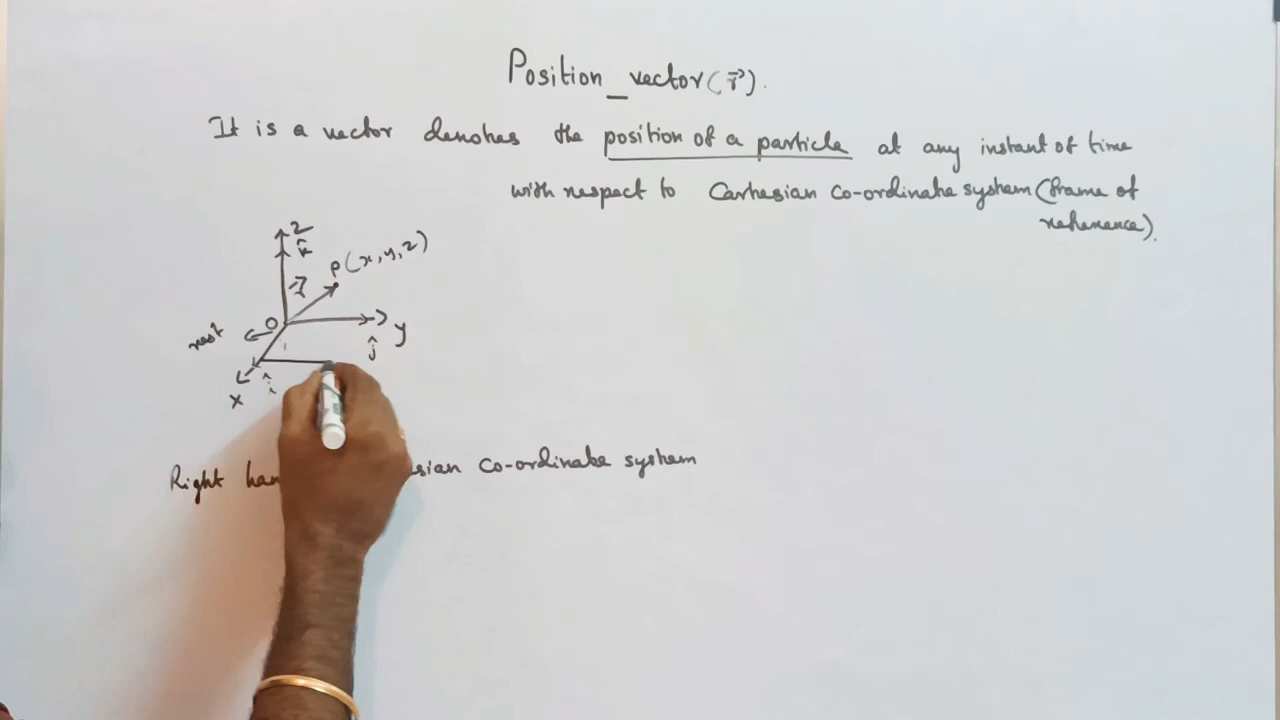 Position_vector(r⃗).
It is a vector denotes the position of a particle at any instant of time
with respect to Cartesian co-ordinate system (frame of
reference).
z
k̂
P(x,y,z)
r⃗
O
y
rest
ĵ
î
x
Right han sian co-ordinate system